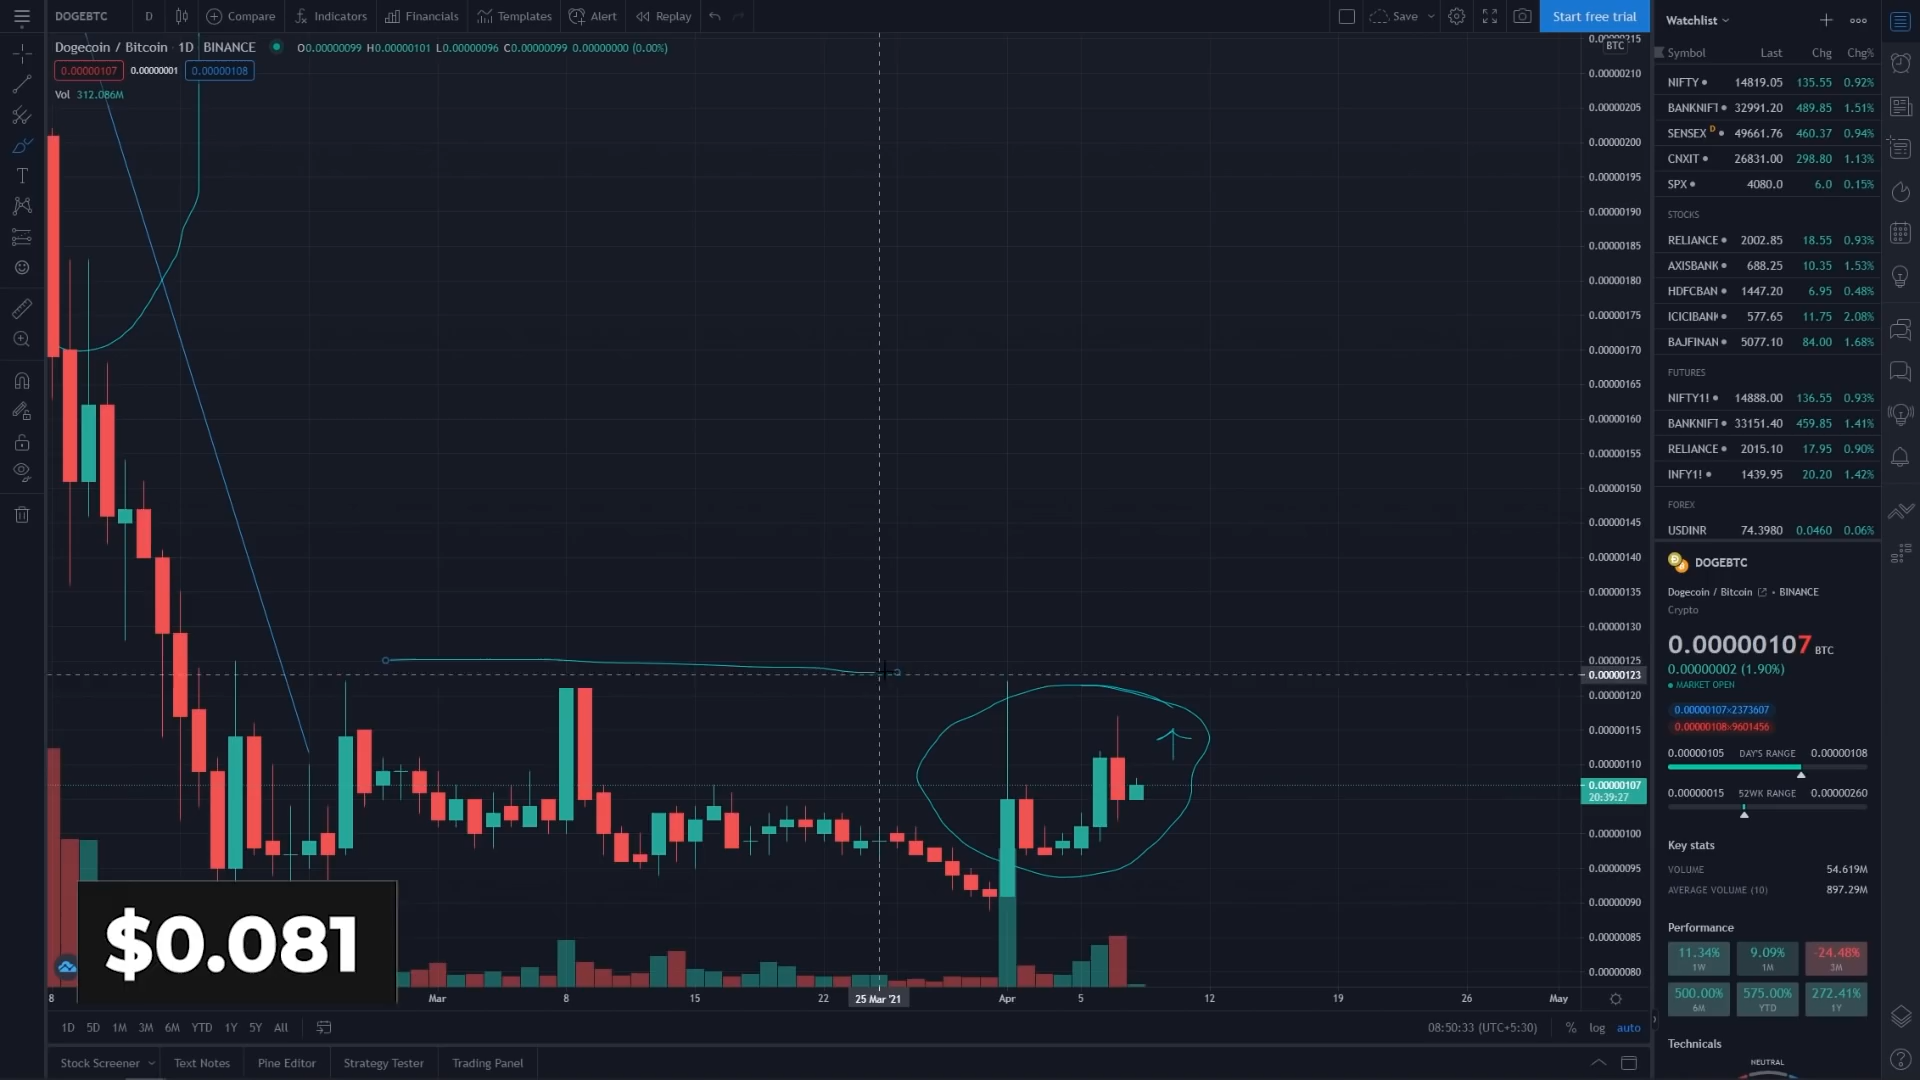 DOGEBTC D Compare Indicators Financials Templates Alert Replay Save Start free trial
Dogecoin / Bitcoin 1D BINANCE O0.00000099 H0.00000101 L0.00000096 C0.00000099 0.00000000 (0.00%)
0.00000107 0.00000001 0.00000108
Vol 312.086M
BTC
0.00000215
0.00000210
0.00000205
0.00000200
0.00000195
0.00000190
0.00000185
0.00000180
0.00000175
0.00000170
0.00000165
0.00000160
0.00000155
0.00000150
0.00000145
0.00000140
0.00000135
0.00000130
0.00000125
0.00000123
0.00000120
0.00000115
0.00000110
0.00000107
20:39:27
0.00000100
0.00000095
0.00000090
0.00000085
0.00000080
$0.081
8 Mar 8 15 22 25 Mar '21 Apr 5 12 19 26 May
1D 5D 1M 3M 6M YTD 1Y 5Y All
08:50:33 (UTC+5:30) % log auto
Stock Screener Text Notes Pine Editor Strategy Tester Trading Panel
Watchlist
Symbol Last Chg Chg%
NIFTY 14819.05 135.55 0.92%
BANKNIFT 32991.20 489.85 1.51%
SENSEX D 49661.76 460.37 0.94%
CNXIT 26831.00 298.80 1.13%
SPX 4080.0 6.0 0.15%
STOCKS
RELIANCE 2002.85 18.55 0.93%
AXISBANK 688.25 10.35 1.53%
HDFCBAN 1447.20 6.95 0.48%
ICICIBANK 577.65 11.75 2.08%
BAJFINAN 5077.10 84.00 1.68%
FUTURES
NIFTY1! 14888.00 136.55 0.93%
BANKNIFT 33151.40 459.85 1.41%
RELIANCE 2015.10 17.95 0.90%
INFY1! 1439.95 20.20 1.42%
FOREX
USDINR 74.3980 0.0460 0.06%
DOGEBTC
Dogecoin / Bitcoin • BINANCE
Crypto
0.00000107 BTC
0.00000002 (1.90%)
MARKET OPEN
0.00000107×2373607
0.00000108×9601456
0.00000105 DAY'S RANGE 0.00000108
0.00000015 52WK RANGE 0.00000260
Key stats
VOLUME 54.619M
AVERAGE VOLUME (10) 897.29M
Performance
11.34% 9.09% -24.48%
1W 1M 3M
500.00% 575.00% 272.41%
6M YTD 1Y
Technicals
NEUTRAL